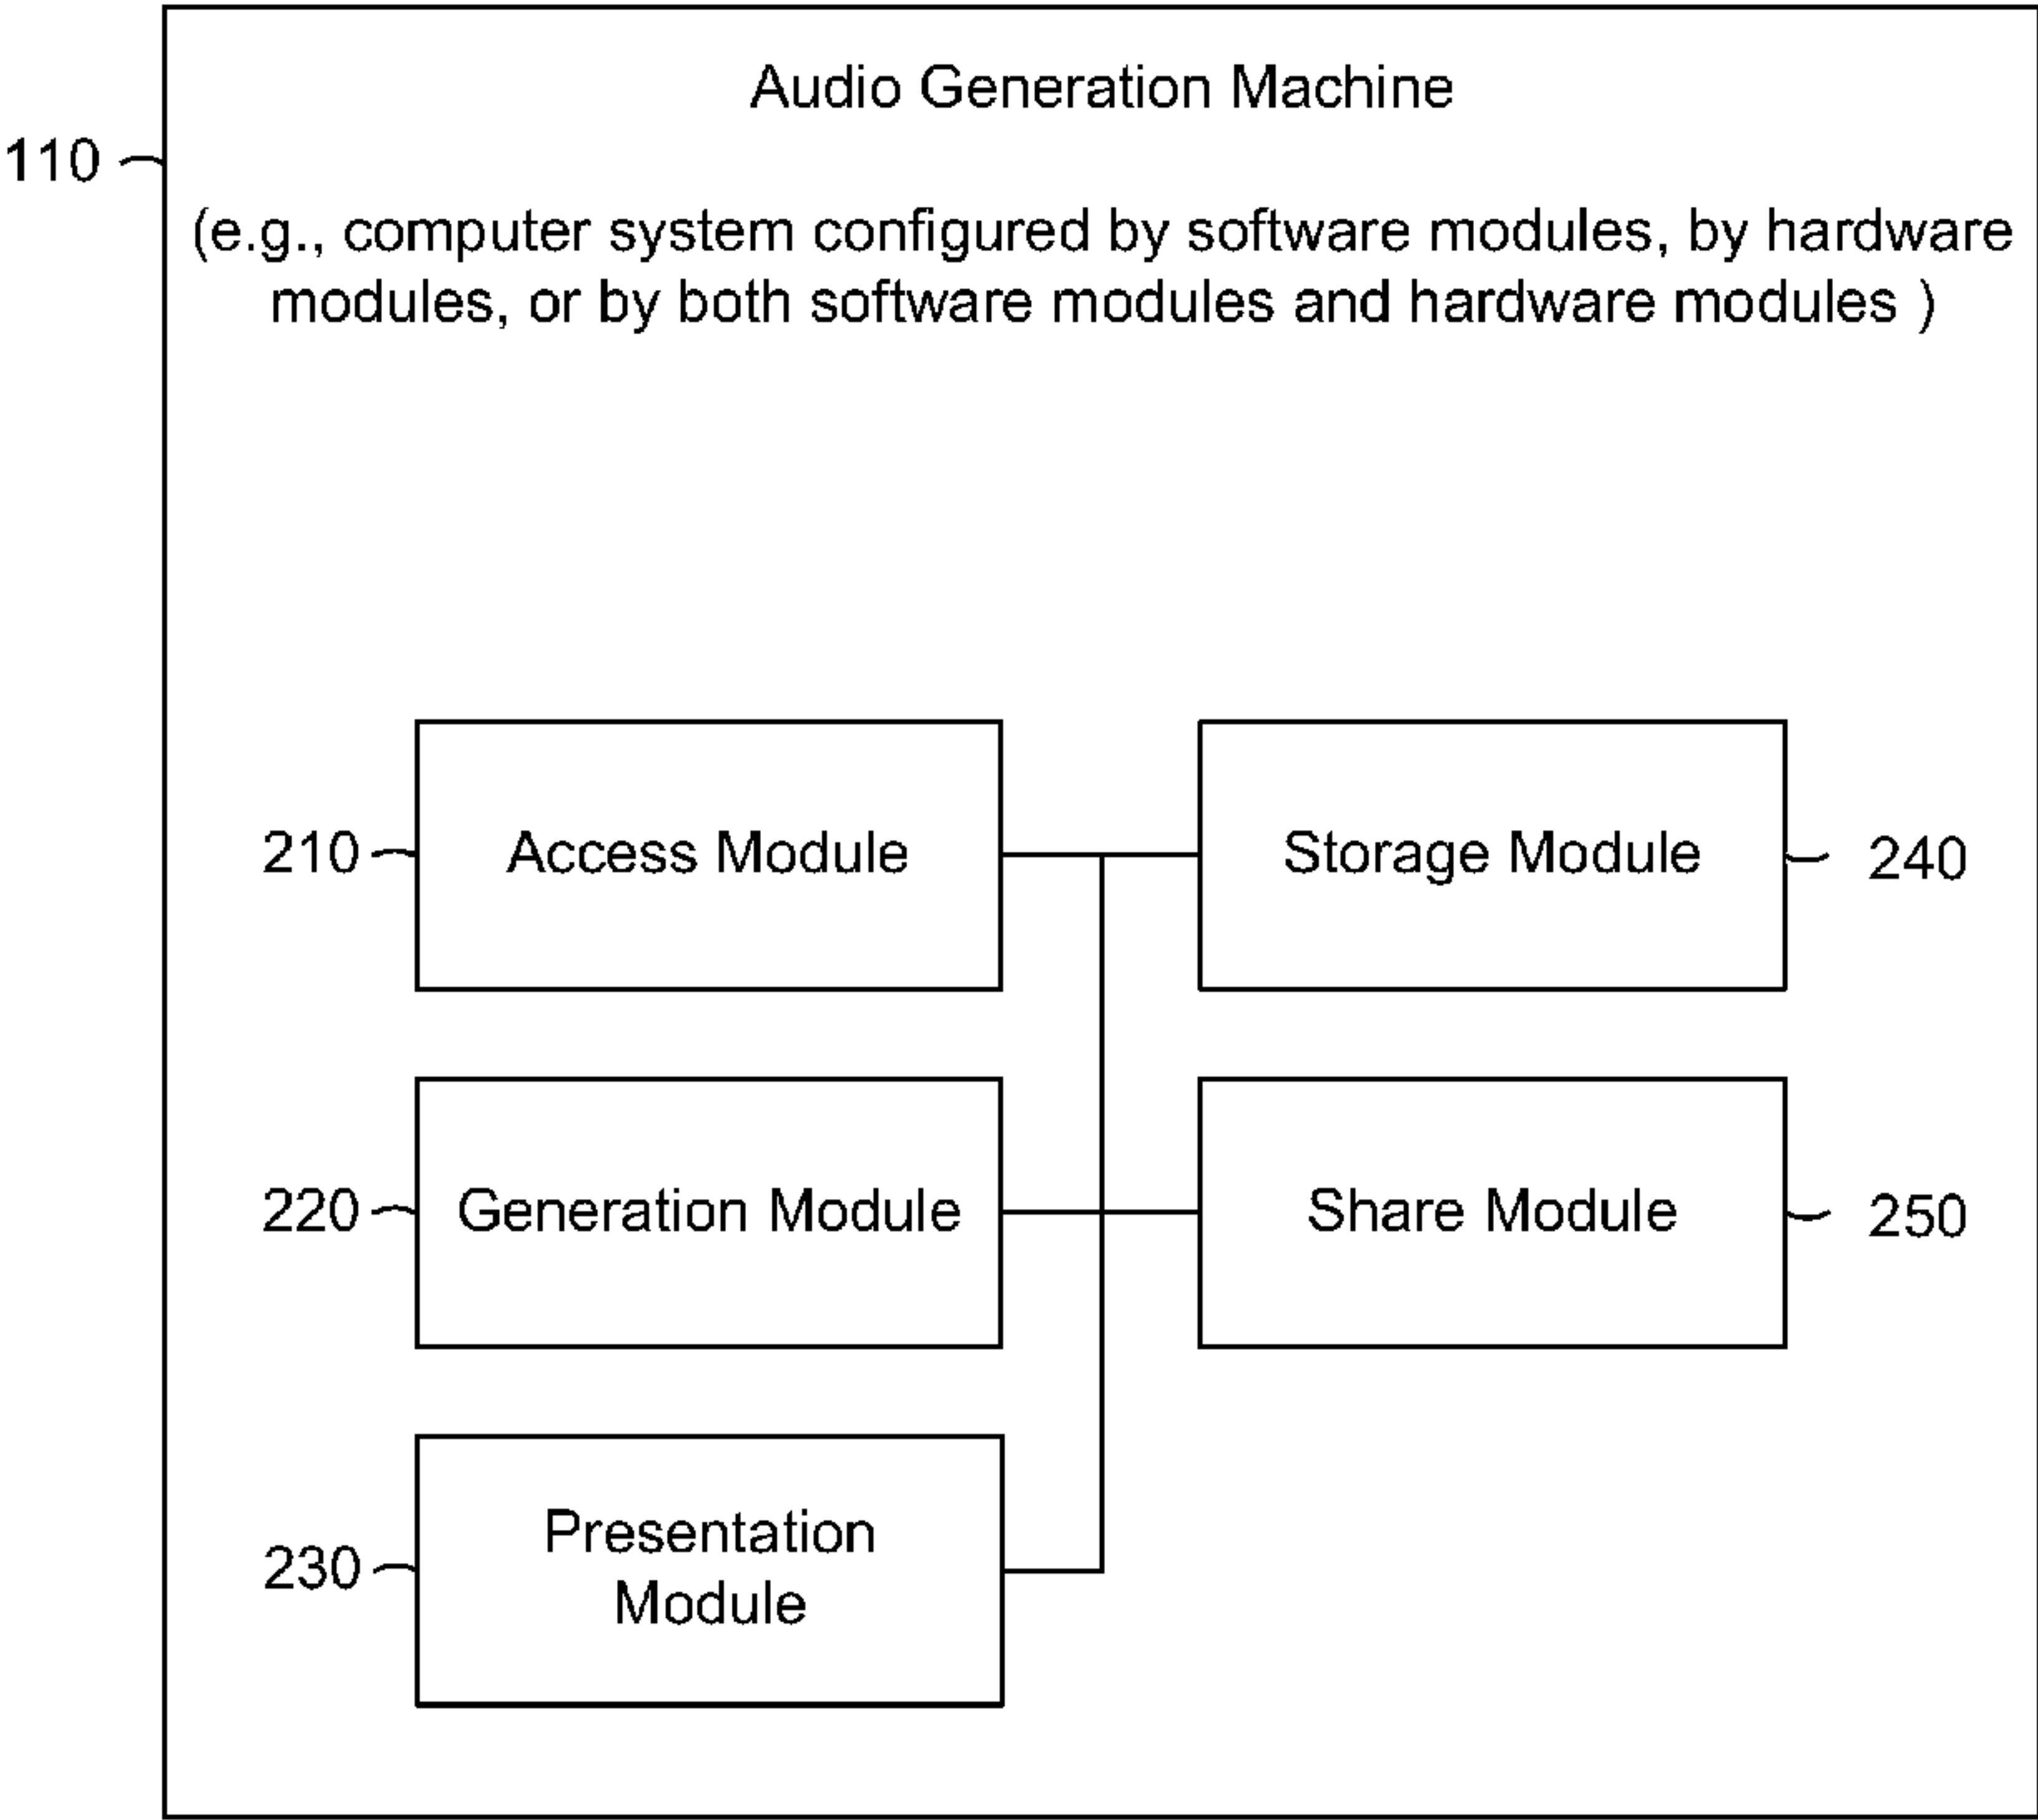 Audio Generation Machine
110
(e.g., computer system configured by software modules, by hardware
modules, or by both software modules and hardware modules )
210
Access Module
Storage Module
240
220
Generation Module
Share Module
250
230
Presentation
Module